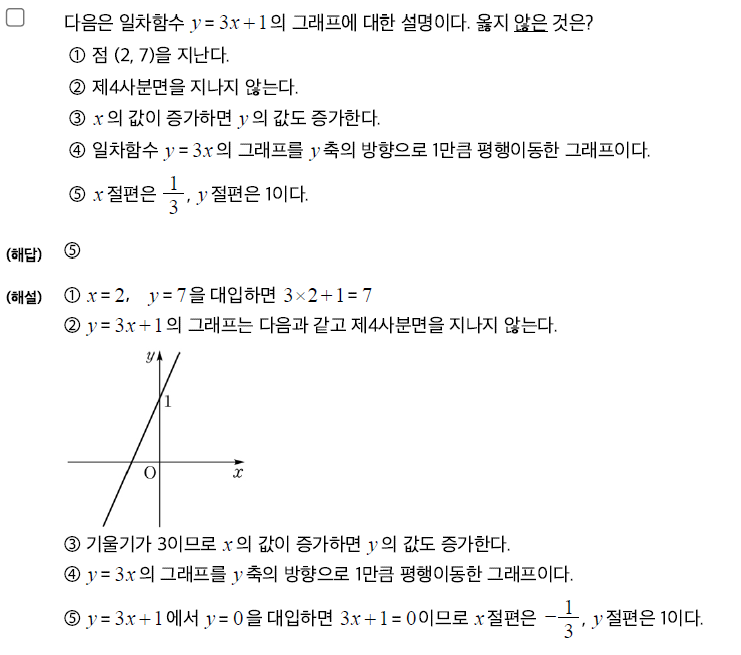 다음은 일차함수 y=3x+1의 그래프에 대한 설명이다. 옳지 않은 것은?
① 점 (2, 7)을 지난다.
② 제4사분면을 지나지 않는다.
③ x의 값이 증가하면 y의 값도 증가한다.
④ 일차함수 y=3x의 그래프를 y축의 방향으로 1만큼 평행이동한 그래프이다.
⑤ x절편은 1/3, y절편은 1이다.
(해답) ⑤
(해설) ① x=2, y=7을 대입하면 3×2+1=7
② y=3x+1의 그래프는 다음과 같고 제4사분면을 지나지 않는다.
y
1
O x
③ 기울기가 3이므로 x의 값이 증가하면 y의 값도 증가한다.
④ y=3x의 그래프를 y축의 방향으로 1만큼 평행이동한 그래프이다.
⑤ y=3x+1에서 y=0을 대입하면 3x+1=0이므로 x절편은 -1/3, y절편은 1이다.